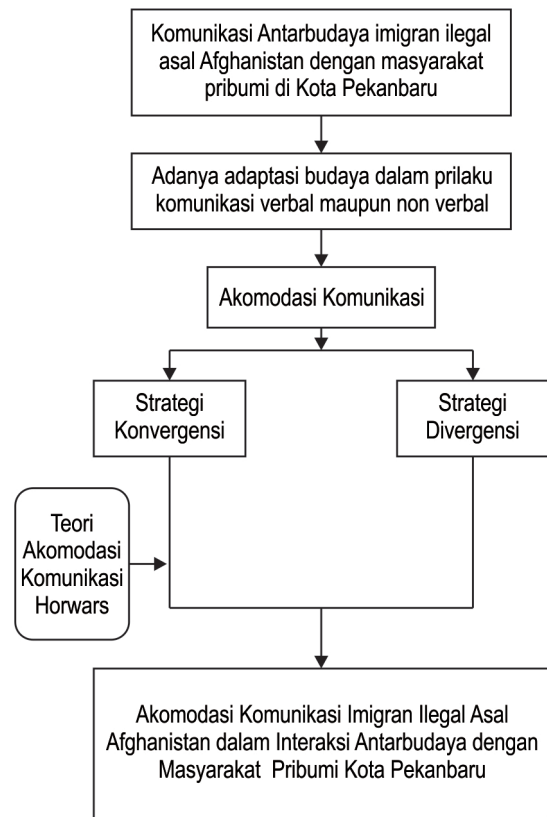 Komunikasi Antarbudaya imigran ilegal
asal Afghanistan dengan masyarakat
pribumi di Kota Pekanbaru
Adanya adaptasi budaya dalam prilaku
komunikasi verbal maupun non verbal
Akomodasi Komunikasi
Strategi
Konvergensi
Strategi
Divergensi
Teori
Akomodasi
Komunikasi
Horwars
Akomodasi Komunikasi Imigran Ilegal Asal
Afghanistan dalam Interaksi Antarbudaya dengan
Masyarakat Pribumi Kota Pekanbaru